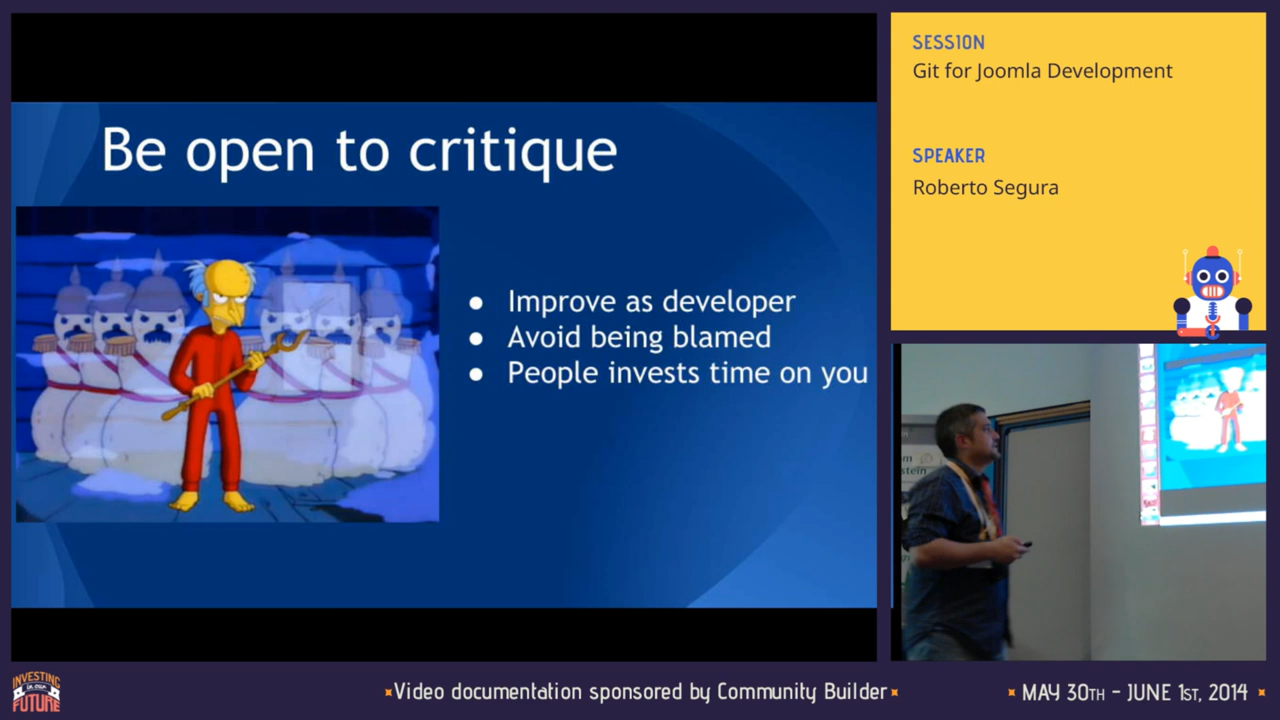 Be open to critique
● Improve as developer
● Avoid being blamed
● People invests time on you
SESSION
Git for Joomla Development
SPEAKER
Roberto Segura
INVESTING
IN OUR
FUTURE
Video documentation sponsored by Community Builder
MAY 30TH - JUNE 1ST, 2014